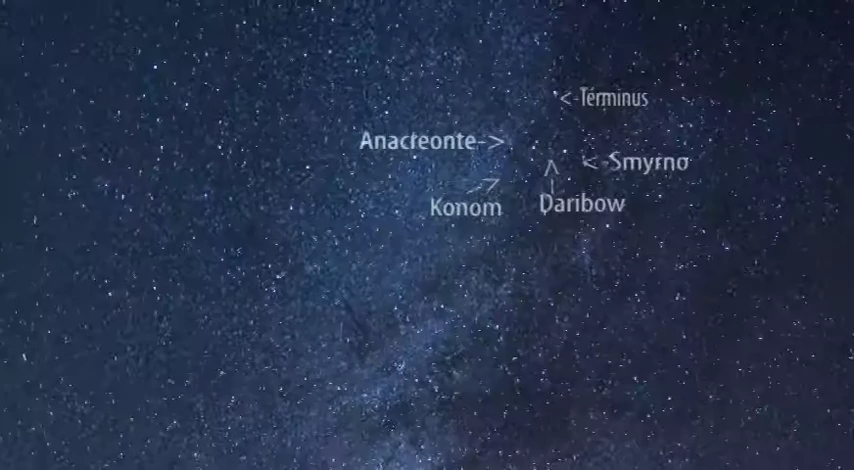 <- Términus
Anacreonte->
<-Smyrno
Konom
Daribow